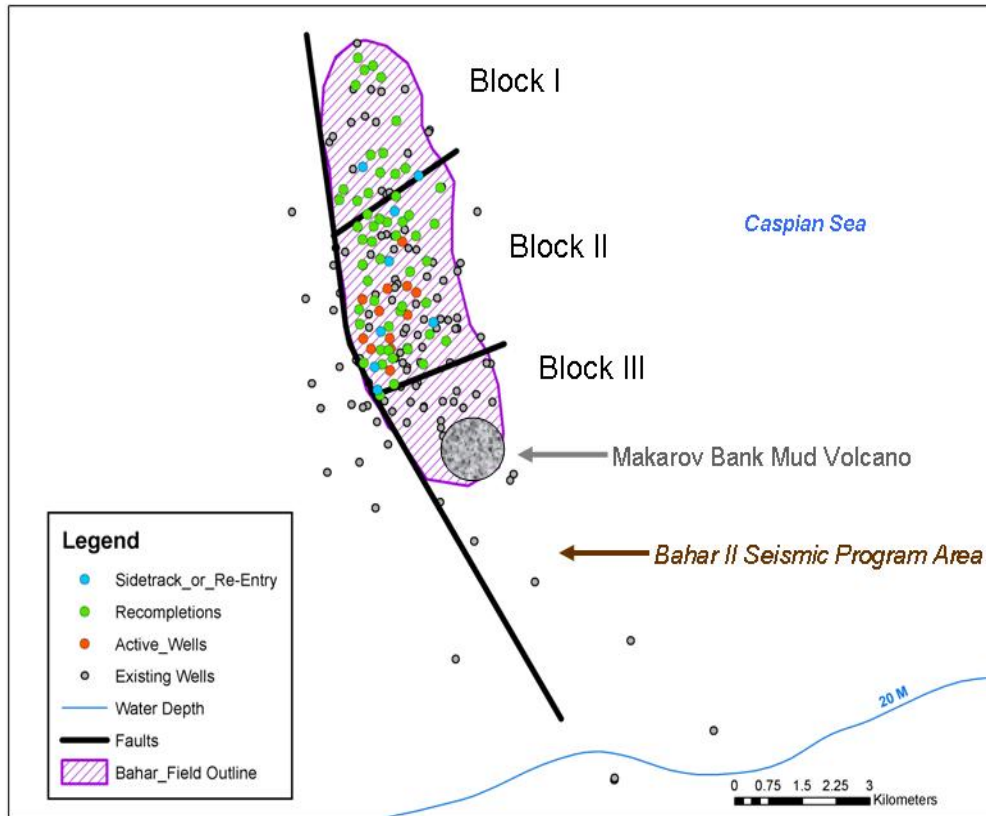 Block I
Caspian Sea
Block II
Block III
Makarov Bank Mud Volcano
Bahar II Seismic Program Area
Legend
Sidetrack_or_Re-Entry
Recompletions
Active_Wells
Existing Wells
Water Depth
Faults
Bahar_Field Outline
20 M
0 0.75 1.5 2.25 3
Kilometers